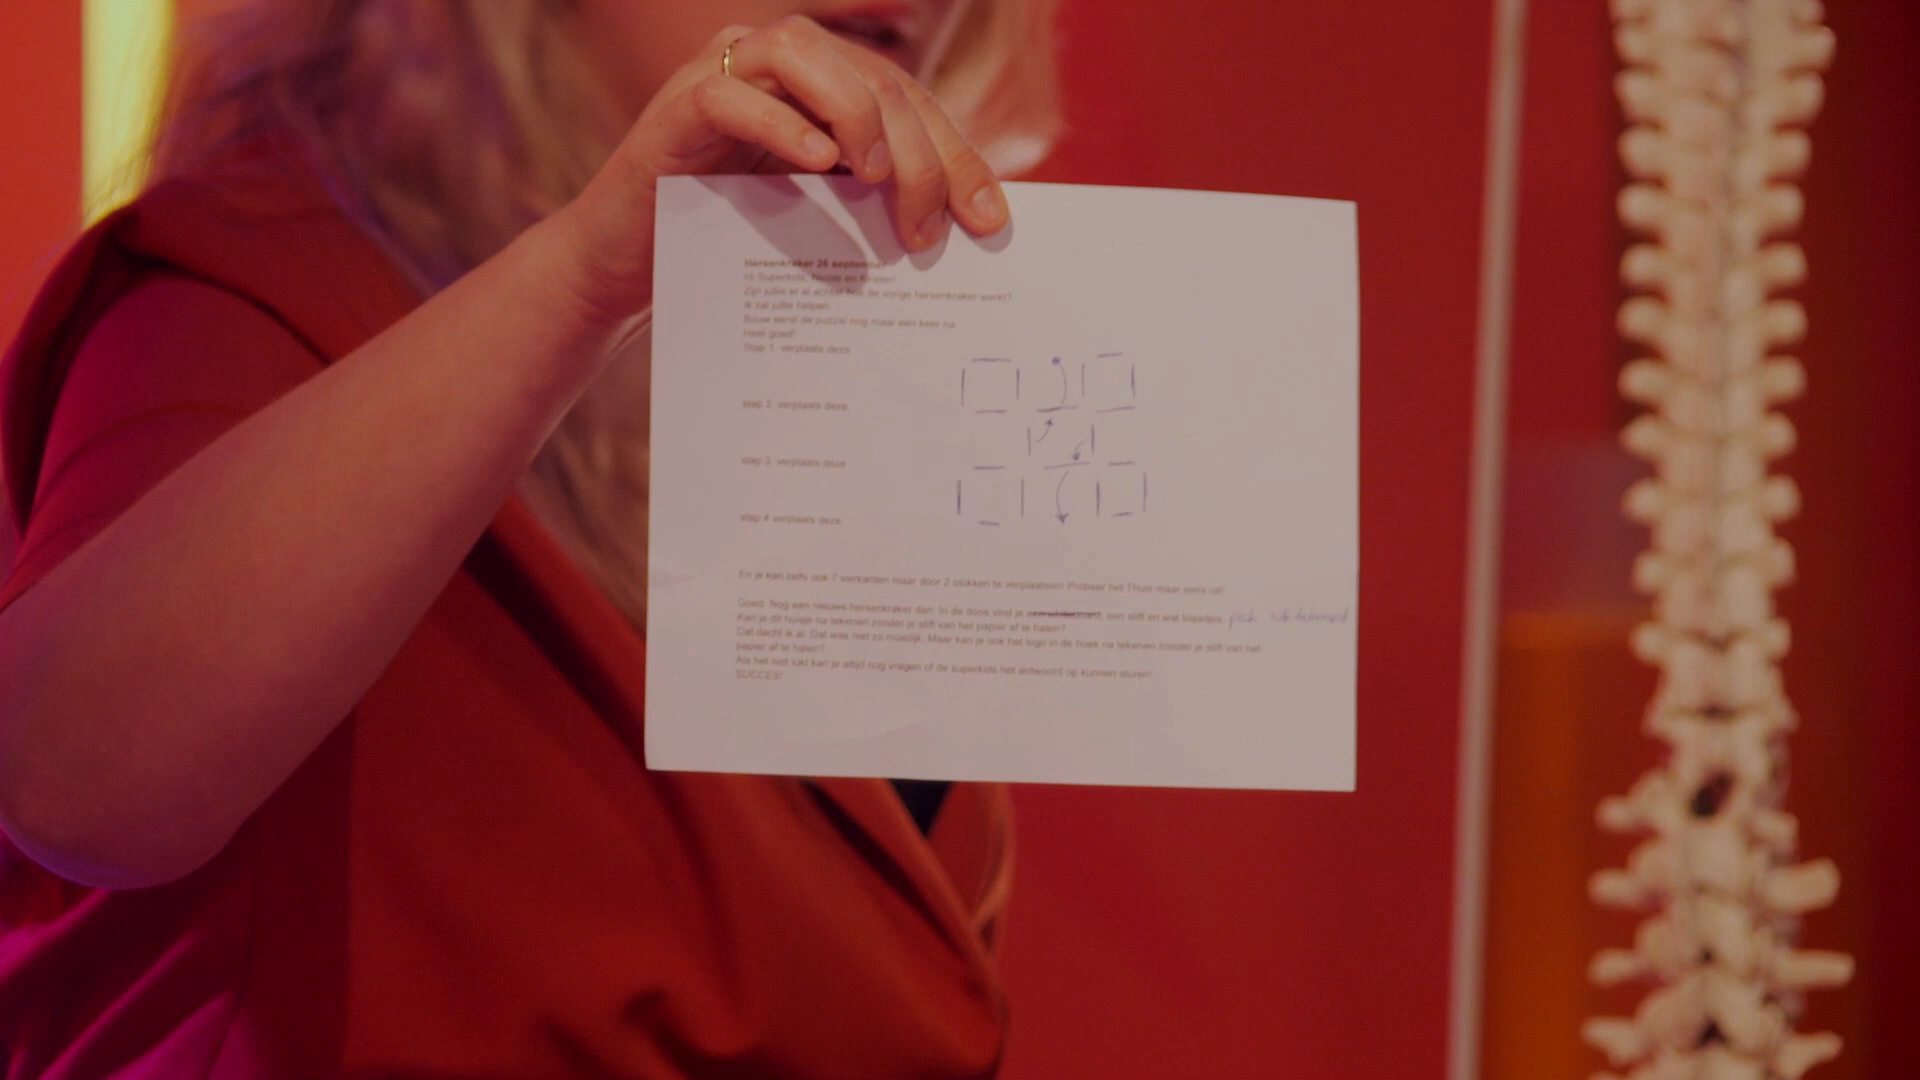 Hersenkraker 26 september
Hi Superkids, Nicole en Kirsten!
Zijn jullie er al achter hoe de vorige hersenkraker werkt?
Ik zal jullie helpen.
Bouw eerst de puzzel nog maar een keer na
Heel goed!
Stap 1. verplaats deze
stap 2. verplaats deze
stap 3. verplaats deze
stap 4 verplaats deze
En je kan zelfs ook 7 vierkanten maar door 2 stokken te verplaatsen! Probeer het Thuis maar eens uit!
Goed. Nog een nieuwe hersenkraker dan. In de doos vind je een stift en wat blaadjes. whiteboard
Kan je dit huisje na tekenen zonder je stift van het papier af te halen?
Dat dacht ik al. Dat was niet zo moeilijk. Maar kan je ook het logo in de hoek na tekenen zonder je stift van het
papier af te halen?
Als het niet lukt kan je altijd nog vragen of de superkids het antwoord op kunnen sturen!
SUCCES!